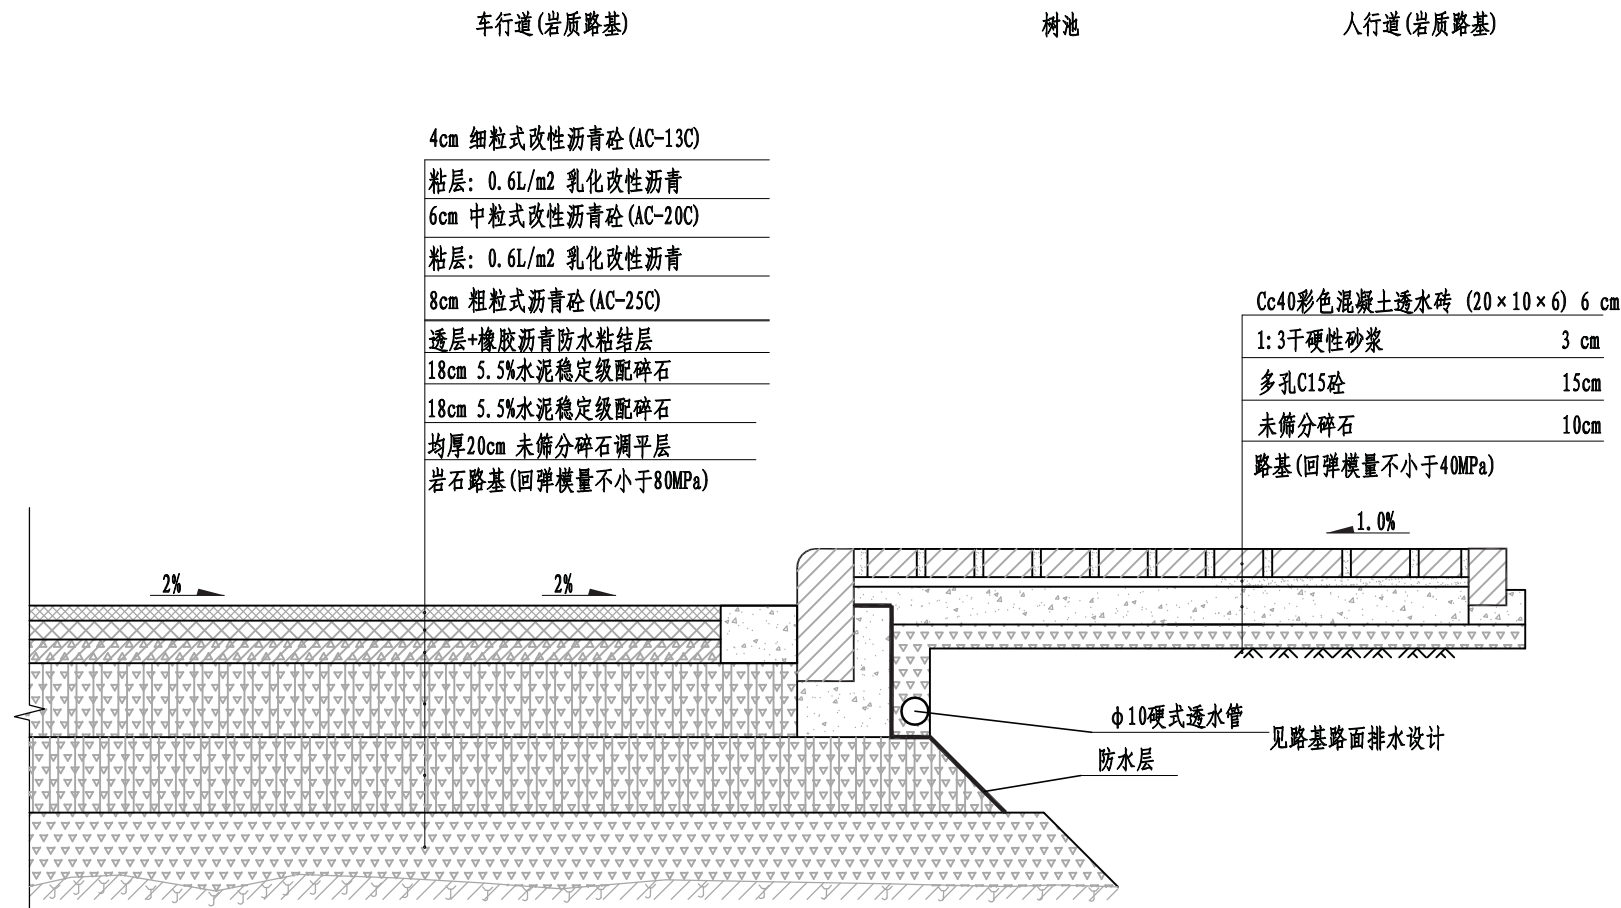 车行道(岩质路基)
树池
人行道(岩质路基)
4cm 细粒式改性沥青砼(AC-13C)
粘层: 0.6L/m2 乳化改性沥青
6cm 中粒式改性沥青砼(AC-20C)
粘层: 0.6L/m2 乳化改性沥青
8cm 粗粒式沥青砼(AC-25C)
透层+橡胶沥青防水粘结层
18cm 5.5%水泥稳定级配碎石
18cm 5.5%水泥稳定级配碎石
均厚20cm 未筛分碎石调平层
岩石路基(回弹模量不小于80MPa)
Cc40彩色混凝土透水砖 (20×10×6) 6 cm
1:3干硬性砂浆 3 cm
多孔C15砼 15cm
未筛分碎石 10cm
路基(回弹模量不小于40MPa)
1.0%
2%
2%
φ10硬式透水管
见路基路面排水设计
防水层